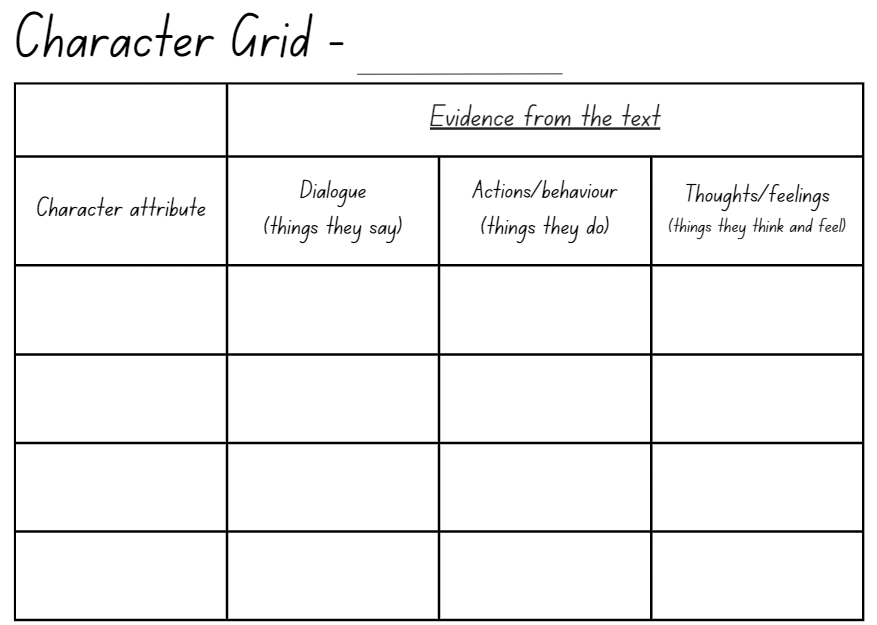 Character Grid -
Evidence from the text
Character attribute
Dialogue
(things they say)
Actions/behaviour
(things they do)
Thoughts/feelings
(things they think and feel)